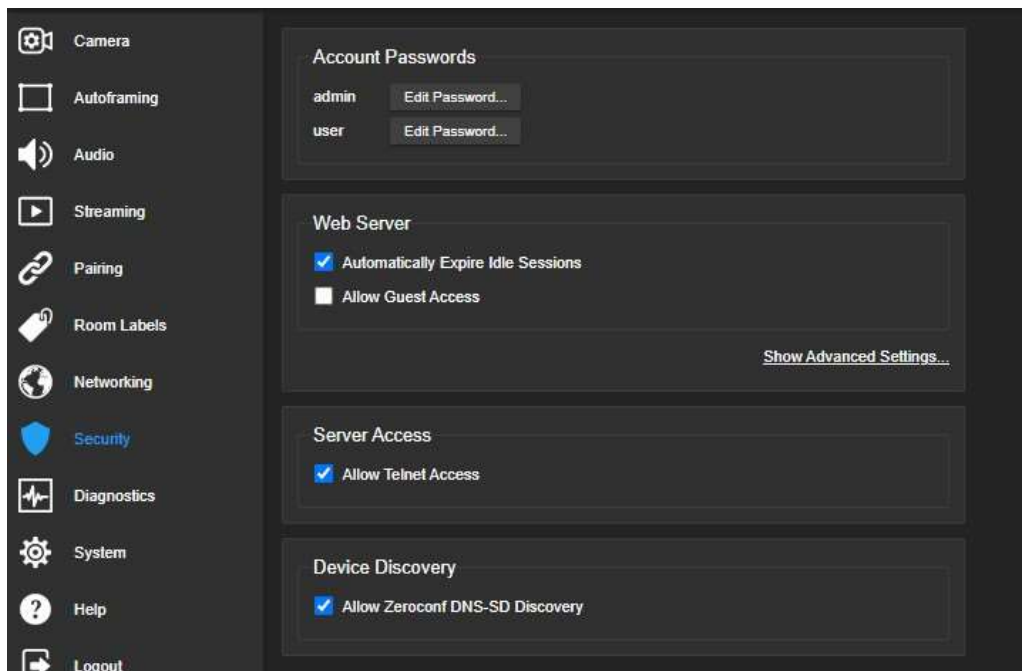 Camera
Autoframing
Audio
Streaming
Pairing
Room Labels
Networking
Security
Diagnostics
System
Help
Logout
Account Passwords
admin Edit Password...
user Edit Password...
Web Server
Automatically Expire Idle Sessions
Allow Guest Access
Show Advanced Settings...
Server Access
Allow Telnet Access
Device Discovery
Allow Zeroconf DNS-SD Discovery